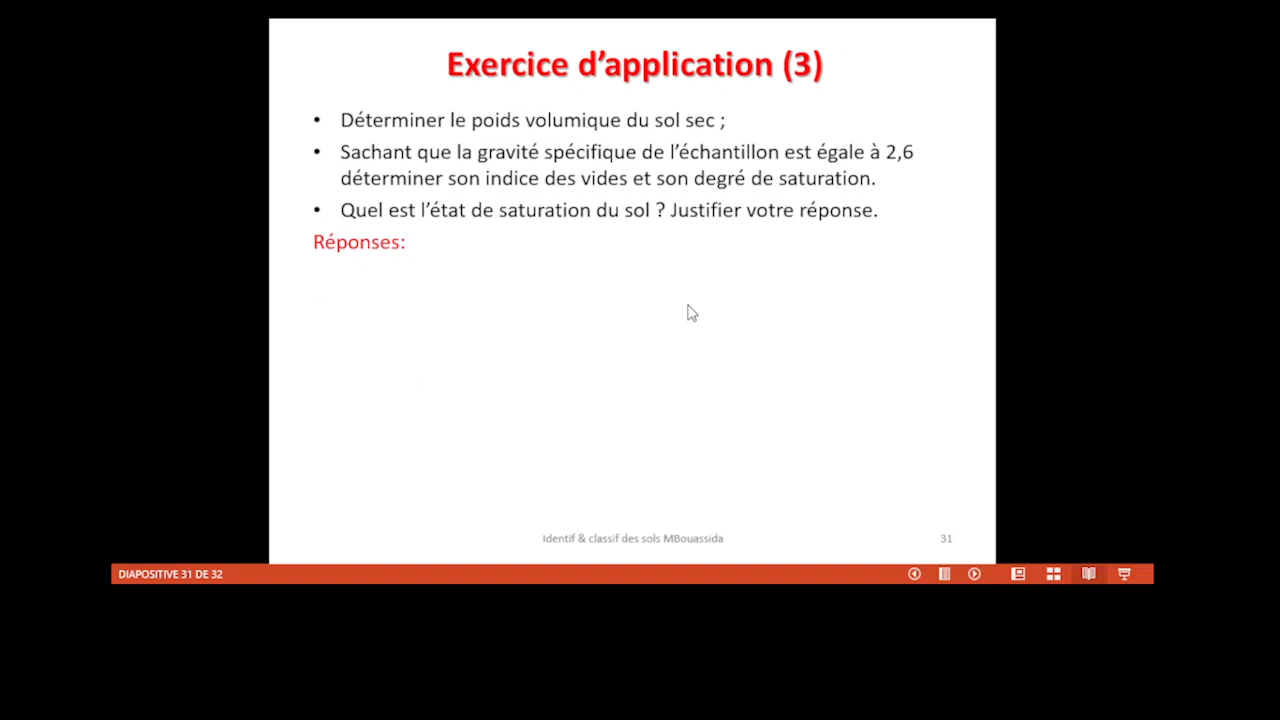 Exercice d’application (3)
• Déterminer le poids volumique du sol sec ;
• Sachant que la gravité spécifique de l’échantillon est égale à 2,6
déterminer son indice des vides et son degré de saturation.
• Quel est l’état de saturation du sol ? Justifier votre réponse.
Réponses:
Identif & classif des sols MBouassida
31
DIAPOSITIVE 31 DE 32